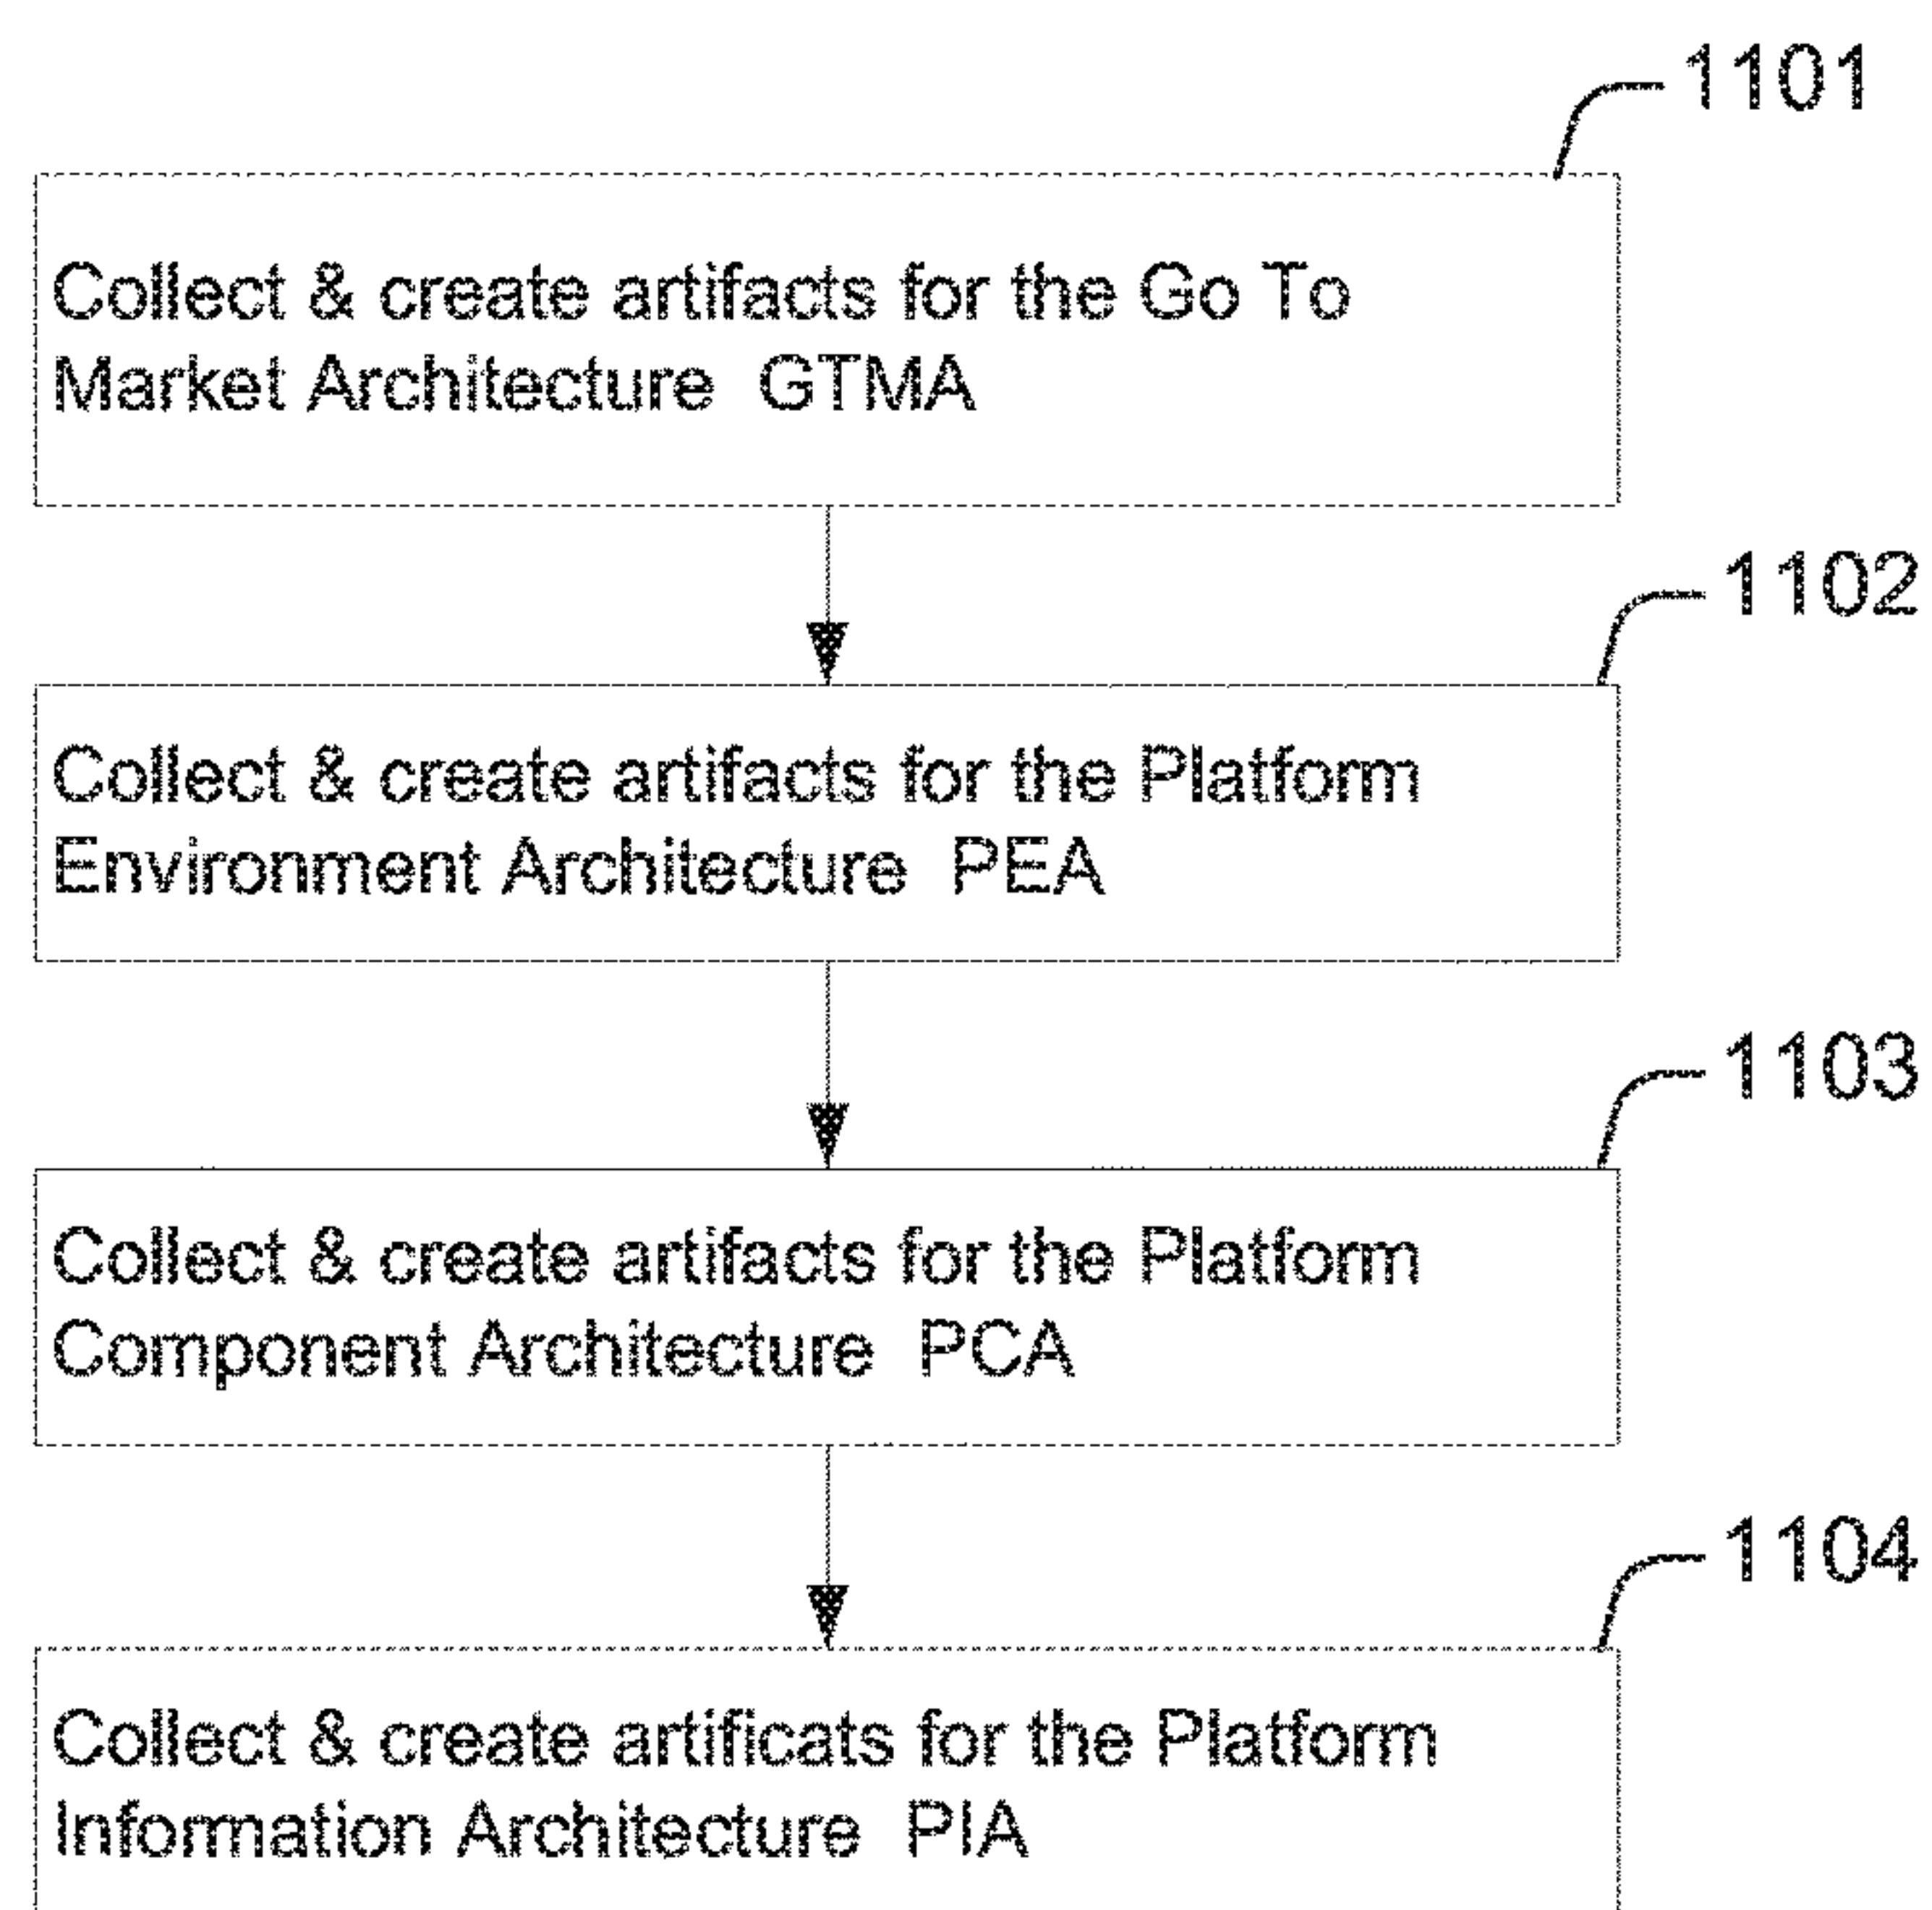 1101
Collect & create artifacts for the Go To
Market Architecture GTMA
1102
Collect & create artifacts for the Platform
Environment Architecture PEA
1103
Collect & create artifacts for the Platform
Component Architecture PCA
1104
Collect & create artificats for the Platform
Information Architecture PIA